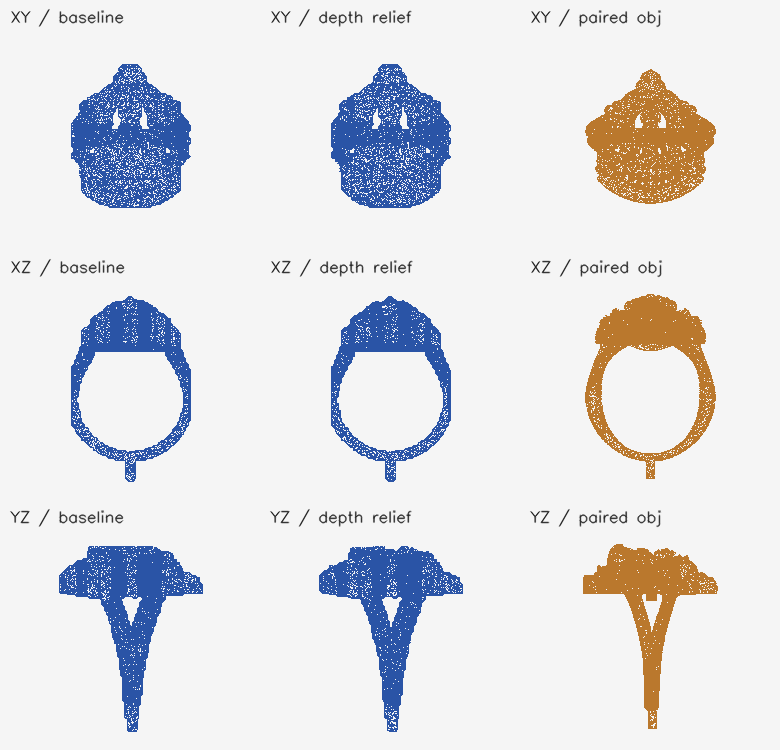 XY / baseline
XY / depth relief
XY / paired obj
XZ / baseline
XZ / depth relief
XZ / paired obj
YZ / baseline
YZ / depth relief
YZ / paired obj